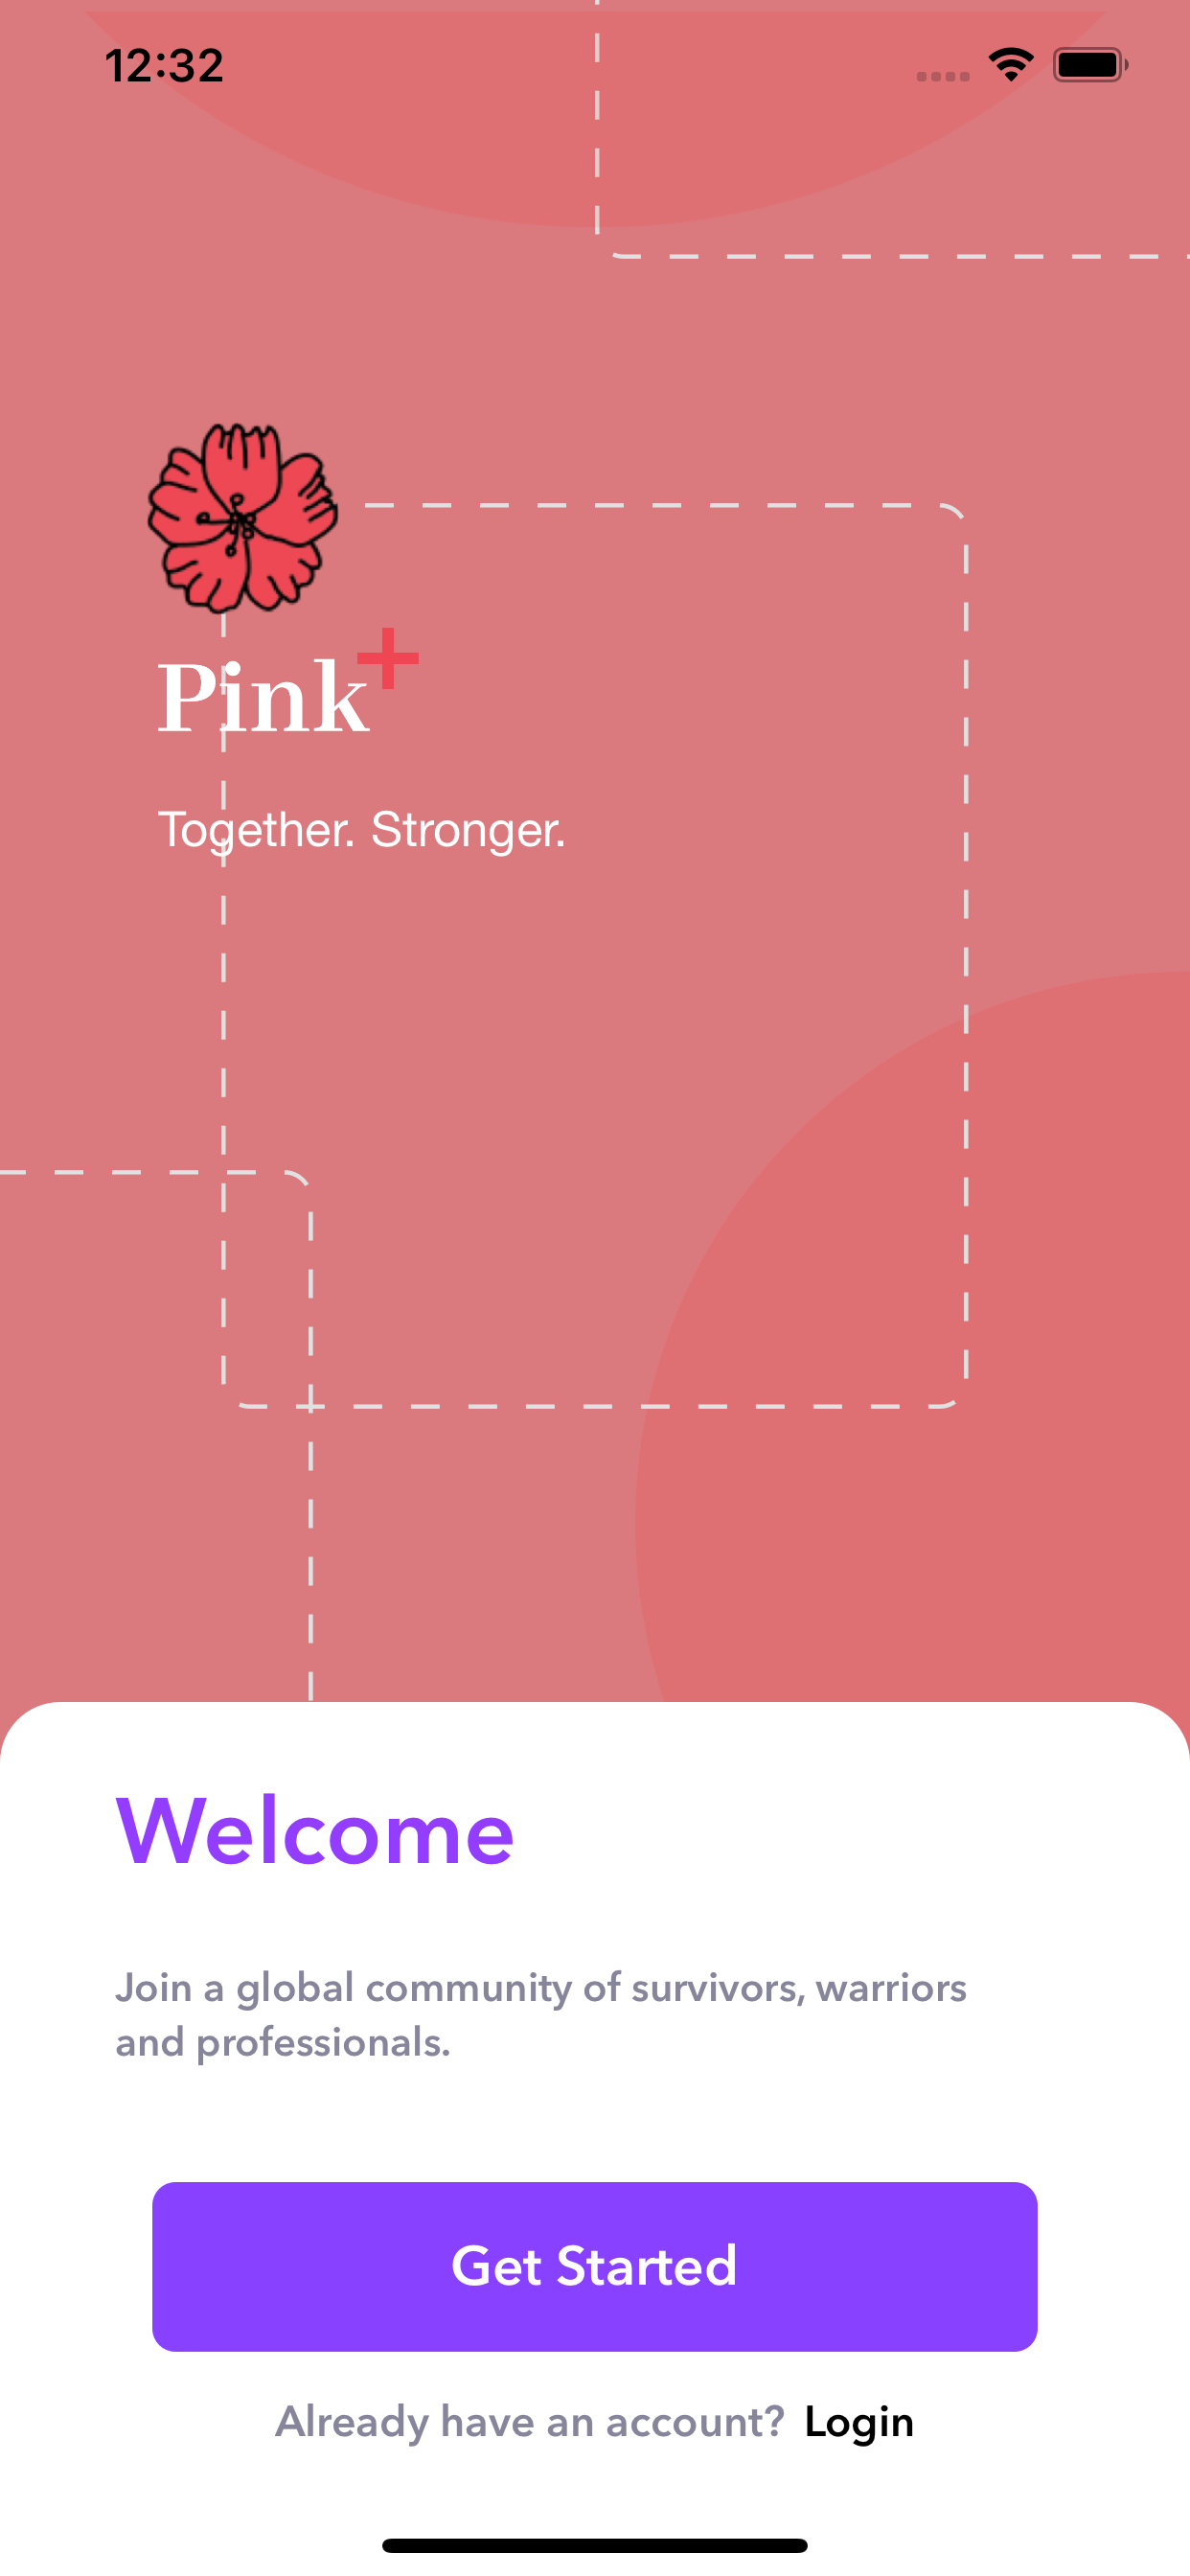 12:32
Pink+
Together. Stronger.
Welcome
Join a global community of survivors, warriors
and professionals.
Get Started
Already have an account? Login